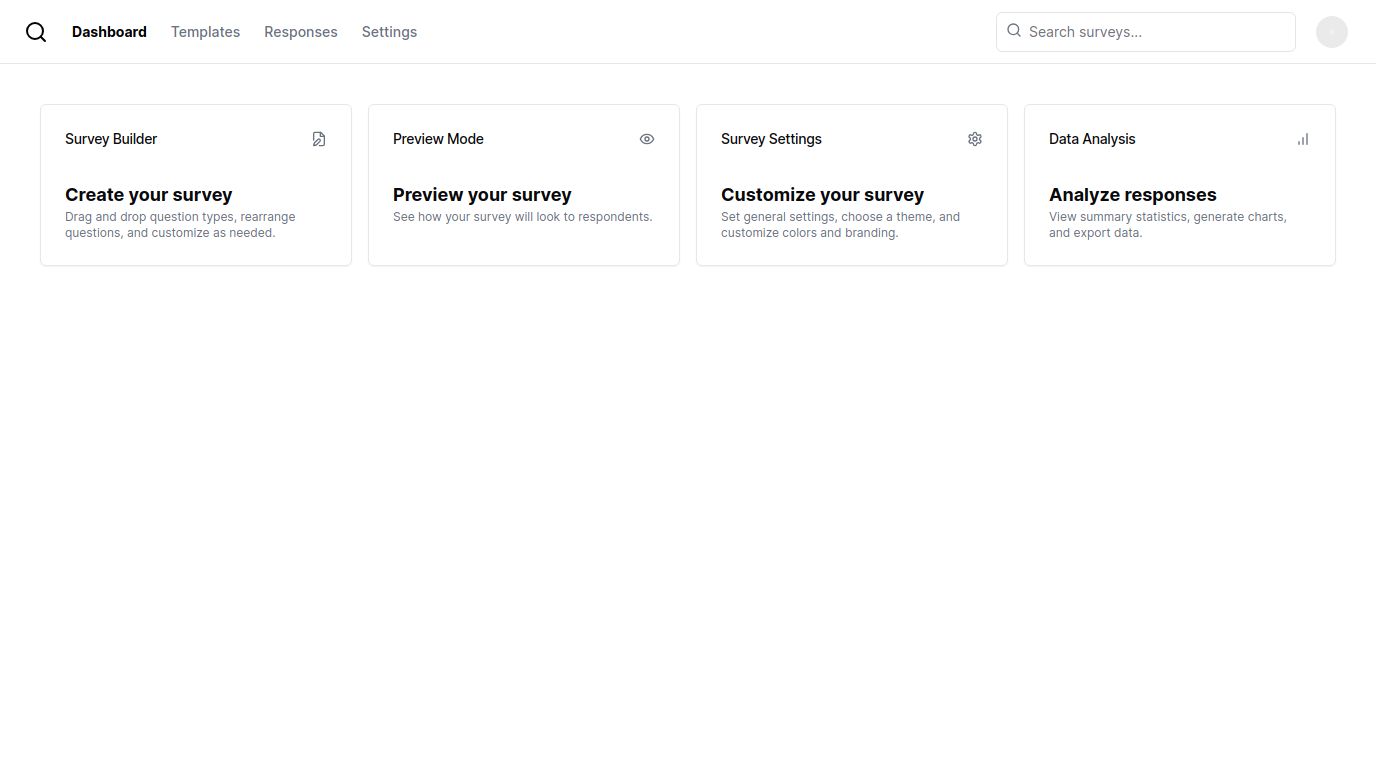 Dashboard
Templates
Responses
Settings
Search surveys...
Survey Builder
Create your survey
Drag and drop question types, rearrange
questions, and customize as needed.
Preview Mode
Preview your survey
See how your survey will look to respondents.
Survey Settings
Customize your survey
Set general settings, choose a theme, and
customize colors and branding.
Data Analysis
Analyze responses
View summary statistics, generate charts,
and export data.